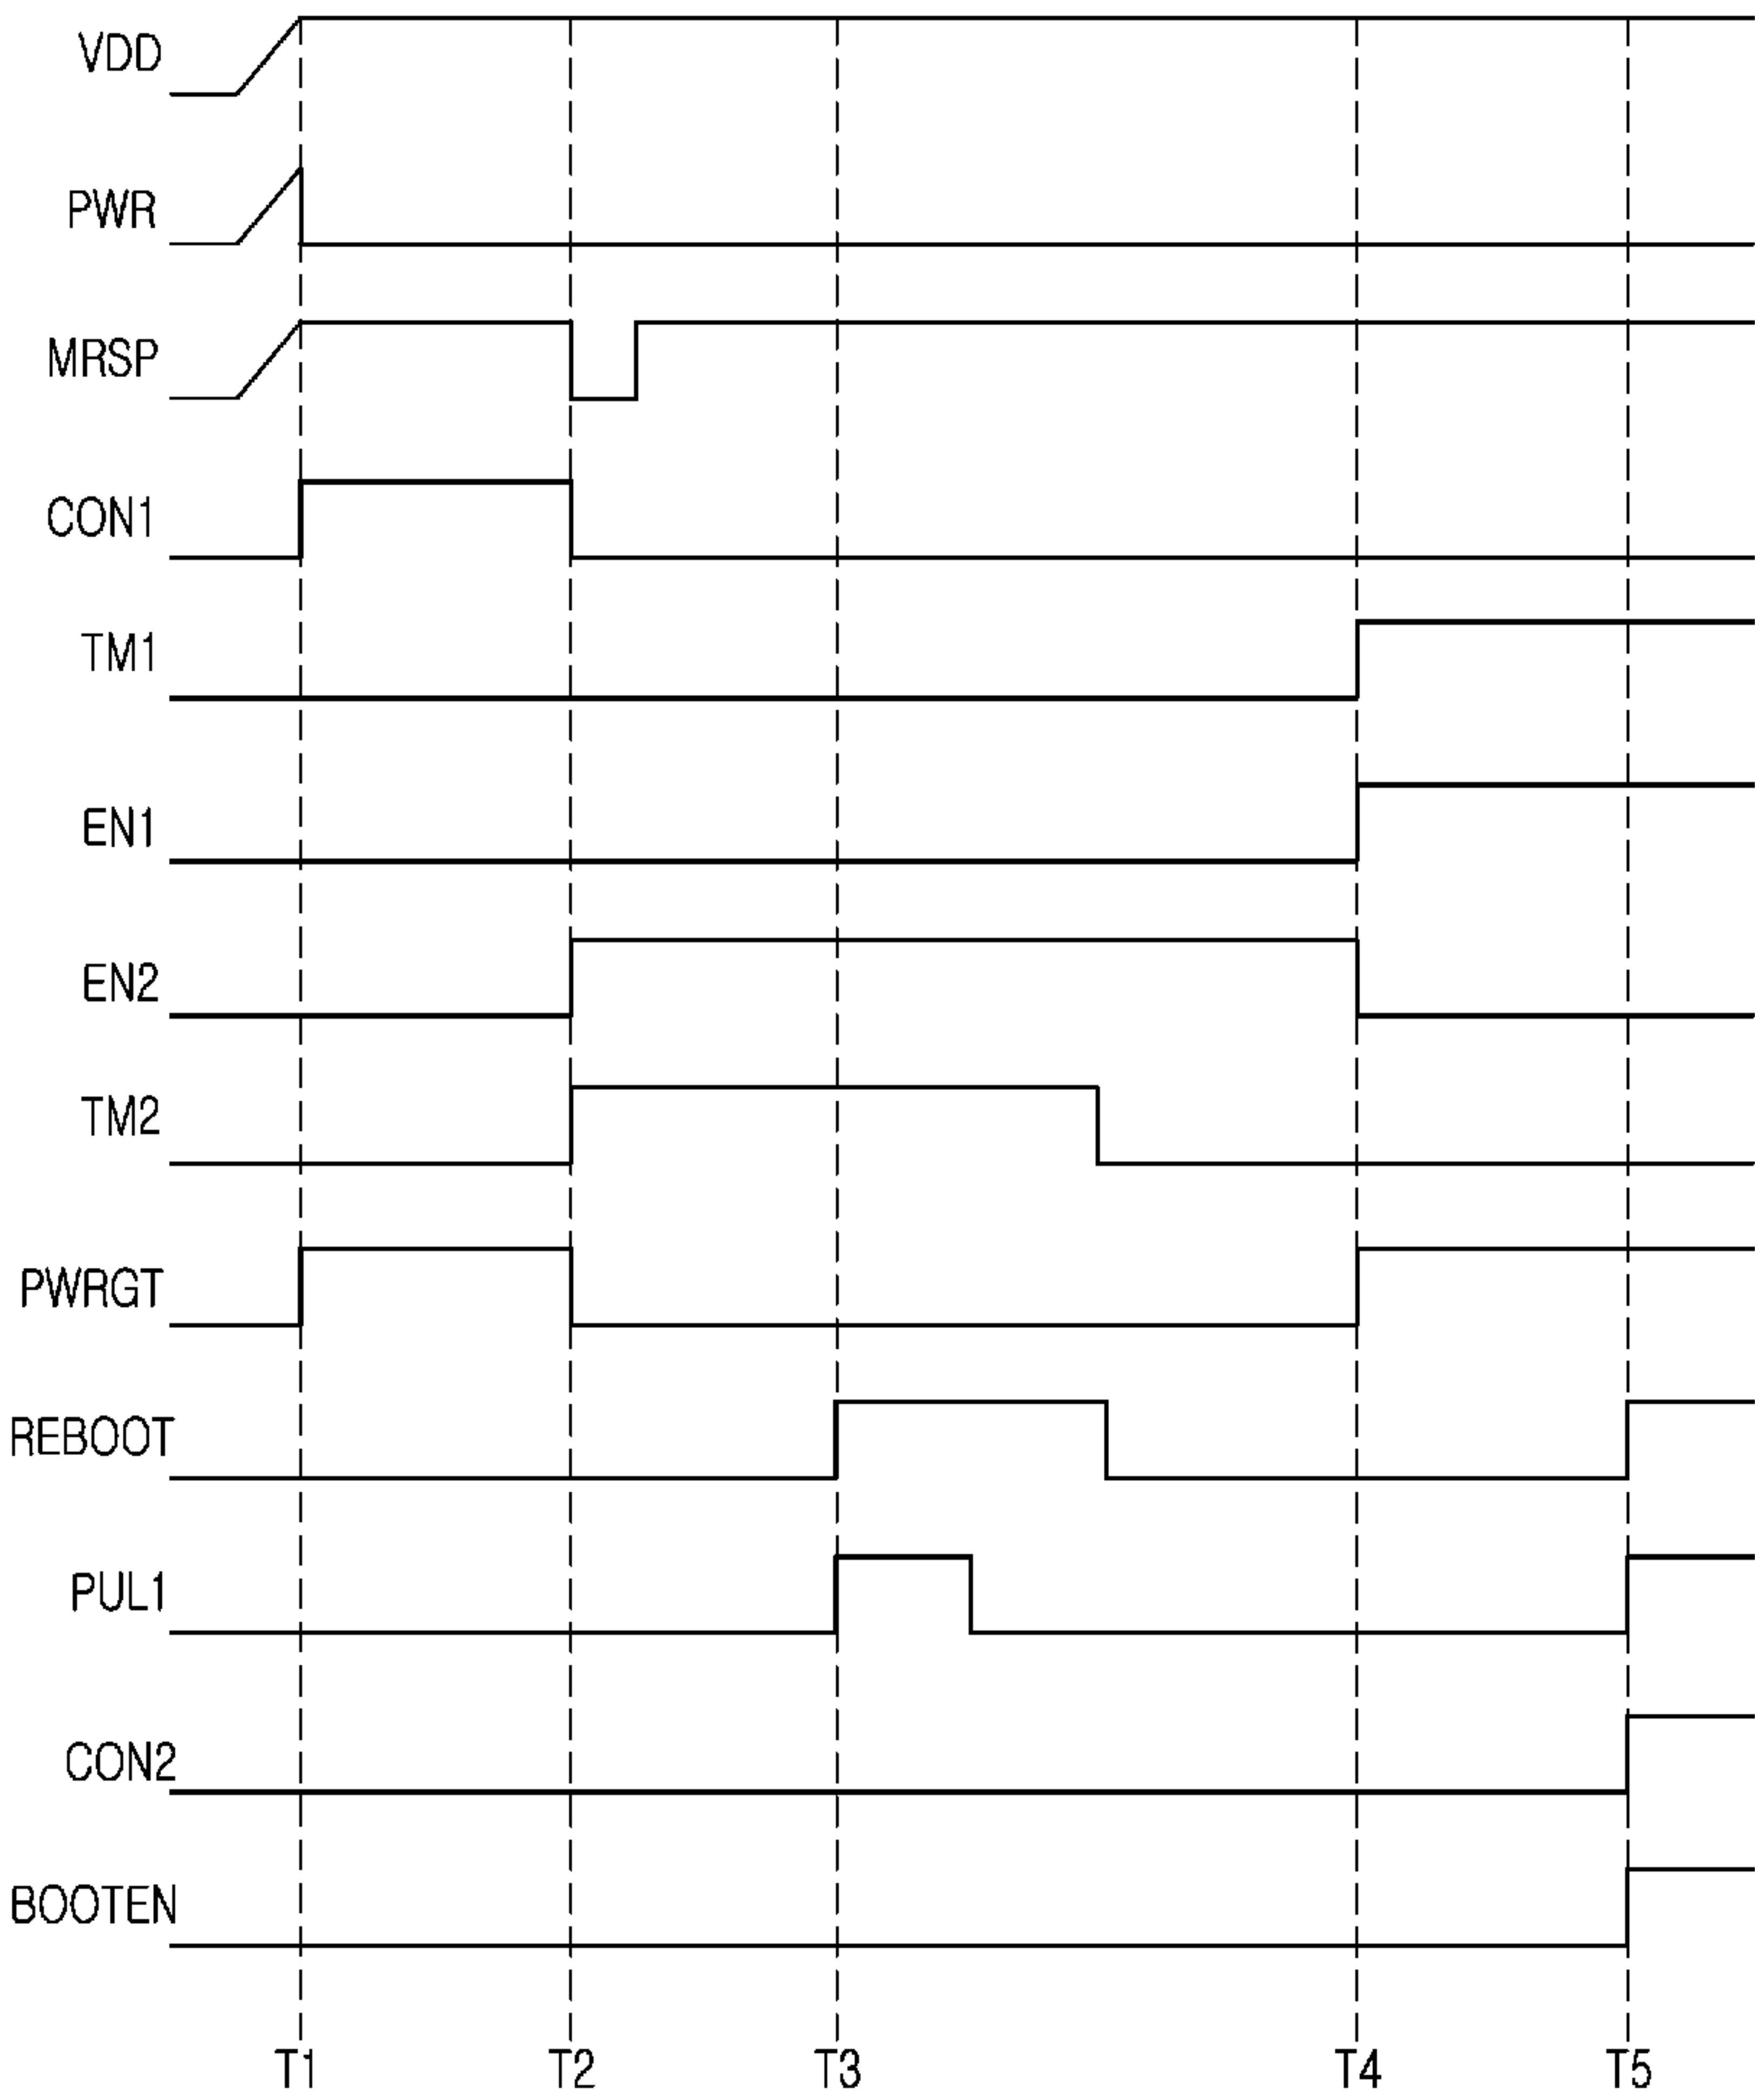 VDD
PWR
MRSP
CON1
TM1
EN1
EN2
TM2
PWRGT
REBOOT
PUL1
CON2
BOOTEN
T1 T2 T3 T4 T5